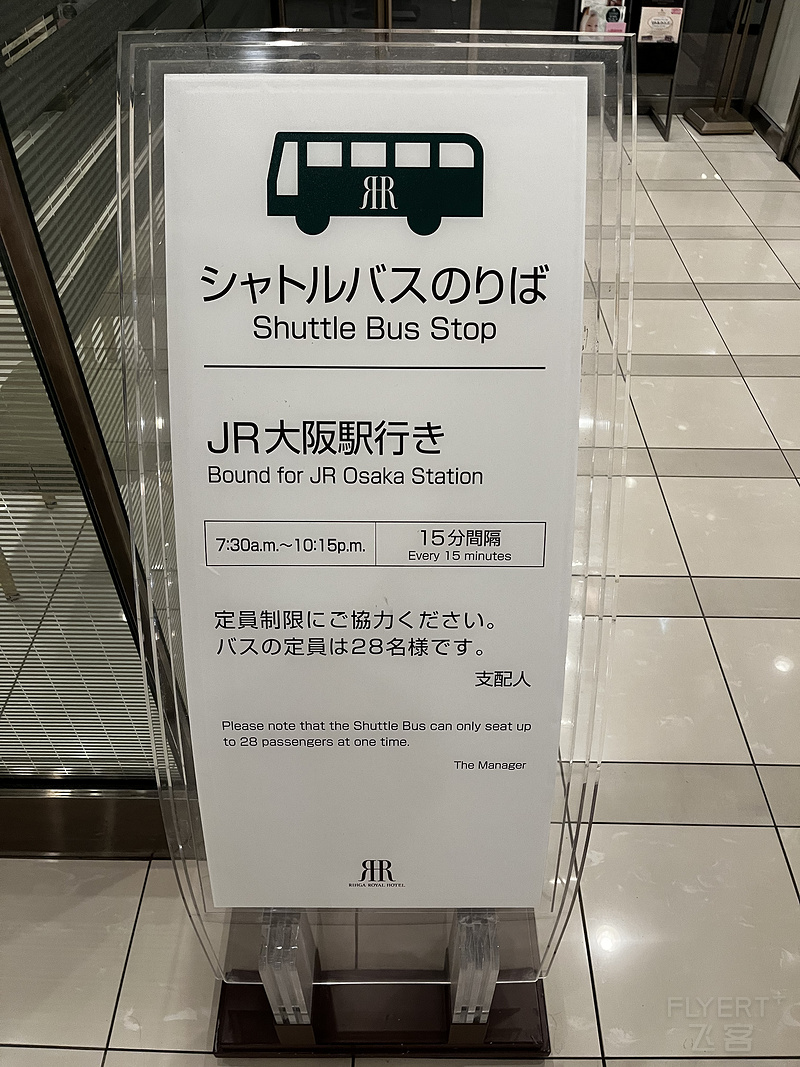 シャトルバスのりば
Shuttle Bus Stop
JR大阪駅行き
Bound for JR Osaka Station
7:30a.m.～10:15p.m.
15分間隔
Every 15 minutes
定員制限にご協力ください。
バスの定員は28名様です。
支配人
Please note that the Shuttle Bus can only seat up
to 28 passengers at one time.
The Manager
RIHGA ROYAL HOTEL
FLYERT
飞客